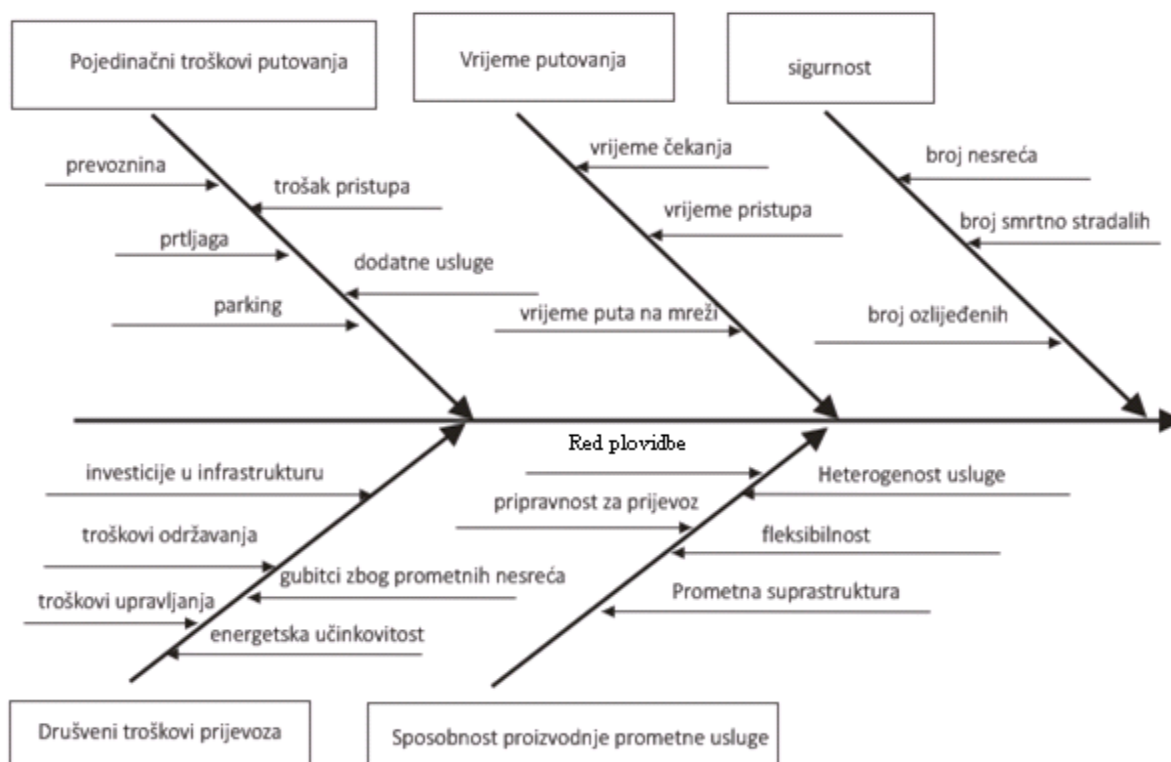 Pojedinačni troškovi putovanja
Vrijeme putovanja
sigurnost
prevoznina
trošak pristupa
prtljaga
dodatne usluge
parking
vrijeme čekanja
vrijeme pristupa
vrijeme puta na mreži
broj nesreća
broj smrtno stradalih
broj ozlijeđenih
Red plovidbe
investicije u infrastrukturu
troškovi održavanja
gubitci zbog prometnih nesreća
troškovi upravljanja
energetska učinkovitost
Heterogenost usluge
pripravnost za prijevoz
fleksibilnost
Prometna suprastruktura
Drušveni troškovi prijevoza
Sposobnost proizvodnje prometne usluge